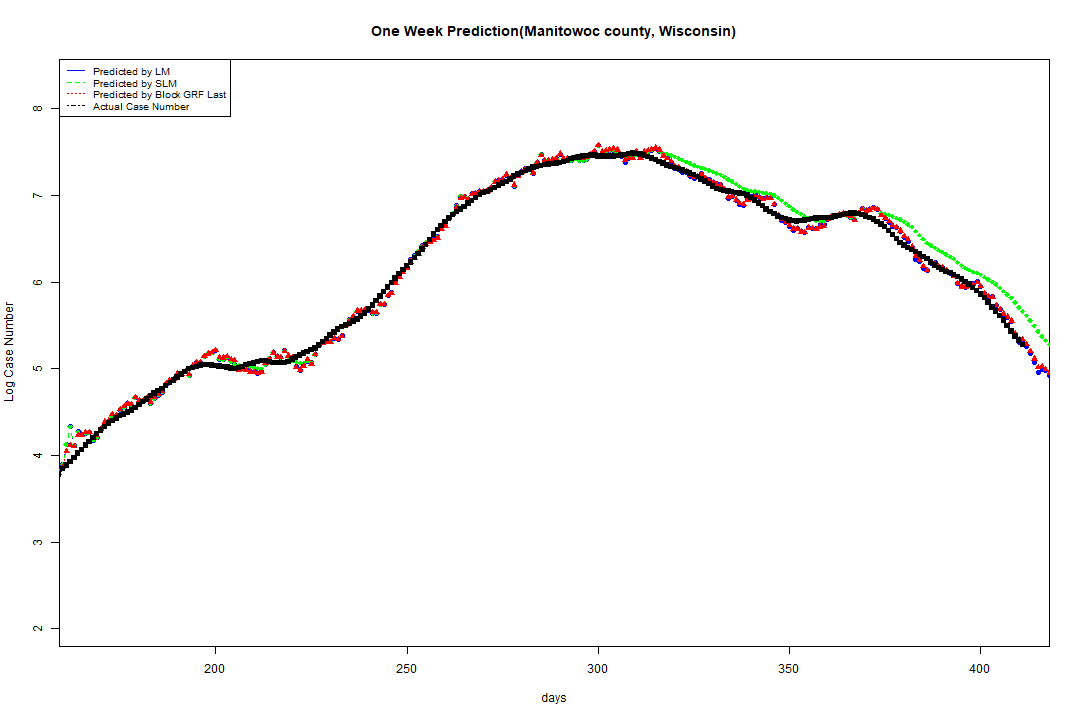 One Week Prediction(Manitowoc county, Wisconsin)
Predicted by LM
Predicted by SLM
Predicted by Block GRF Last
Actual Case Number
8
7
6
5
4
3
2
Log Case Number
200 250 300 350 400
days